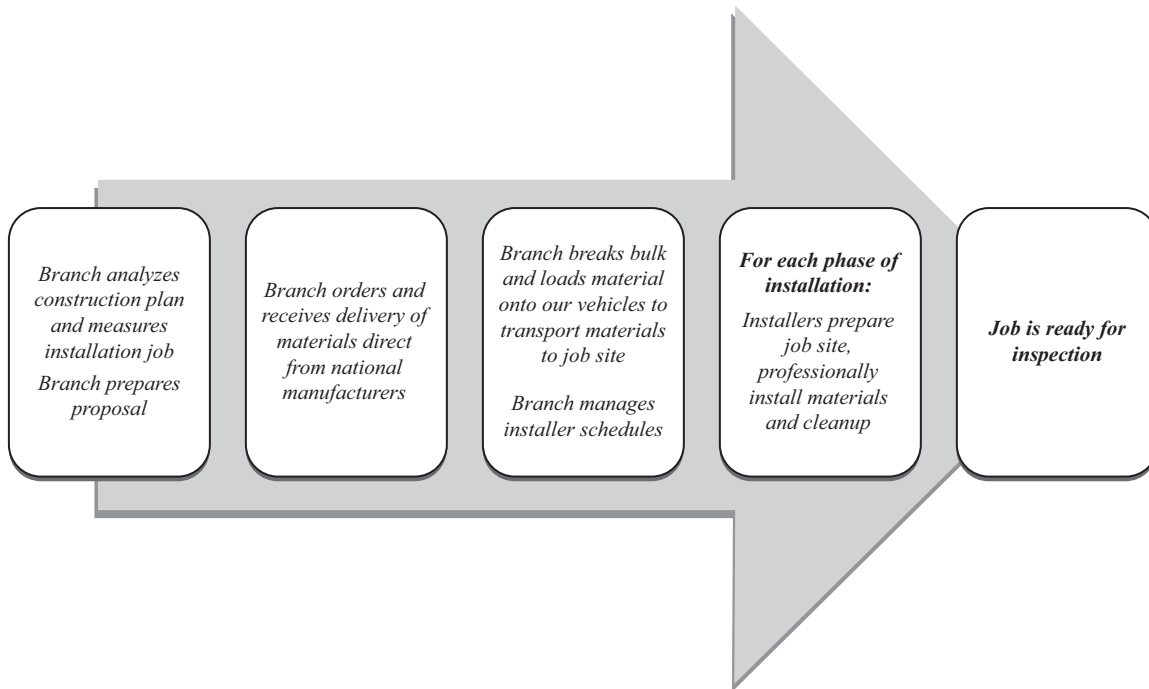 Branch analyzes
construction plan
and measures
installation job
Branch prepares
proposal
Branch orders and
receives delivery of
materials direct
from national
manufacturers
Branch breaks bulk
and loads material
onto our vehicles to
transport materials
to job site
Branch manages
installer schedules
For each phase of
installation:
Installers prepare
job site,
professionally
install materials
and cleanup
Job is ready for
inspection